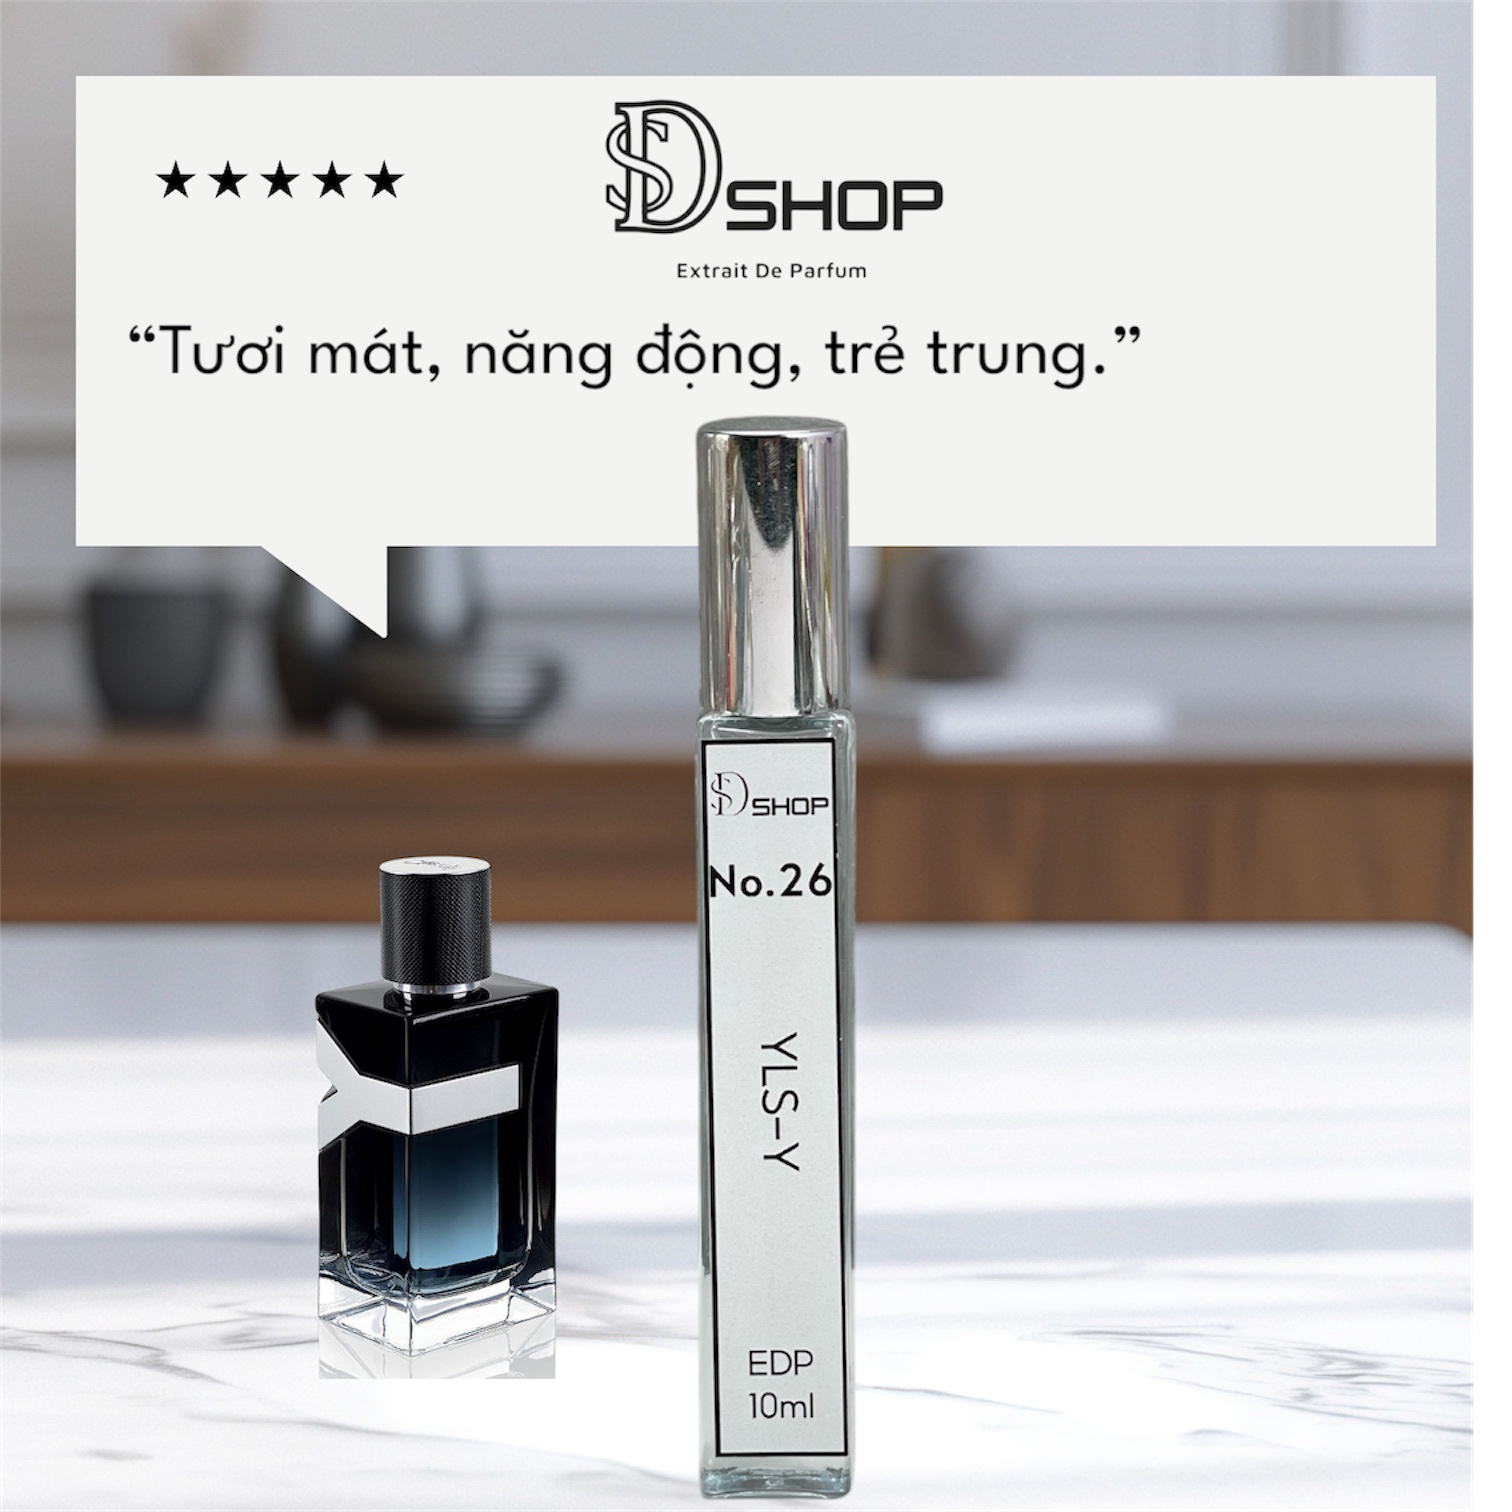 ★★★★★
SD SHOP
Extrait De Parfum
“Tươi mát, năng động, trẻ trung.”
SD SHOP
No.26
YLS-Y
EDP
10ml